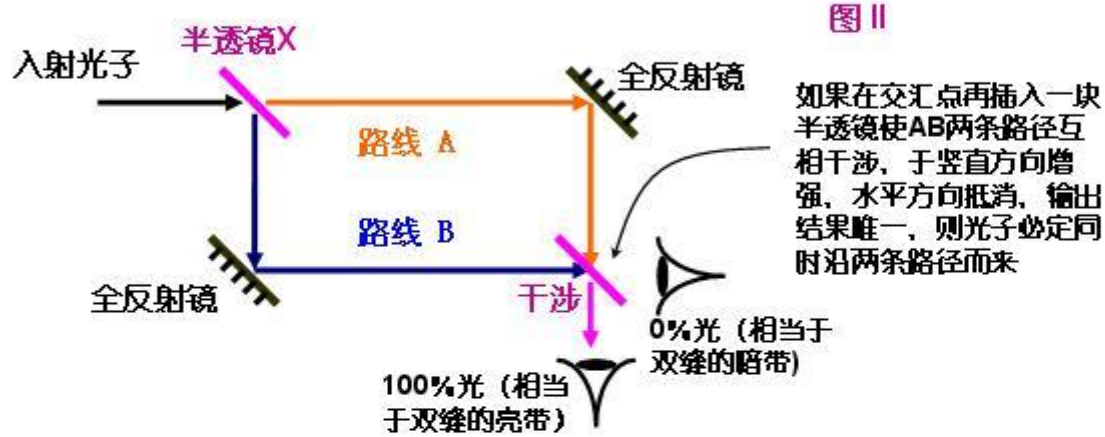 图 II
半透镜X
入射光子
全反射镜
如果在交汇点再插入一块
半透镜使AB两条路径互
相干涉，于竖直方向增
强，水平方向抵消，输出
结果唯一，则光子必定同
时沿两条路径而来
路线 A
路线 B
全反射镜
干涉
0%光（相当于
双缝的暗带)
100%光（相当
于双缝的亮带）